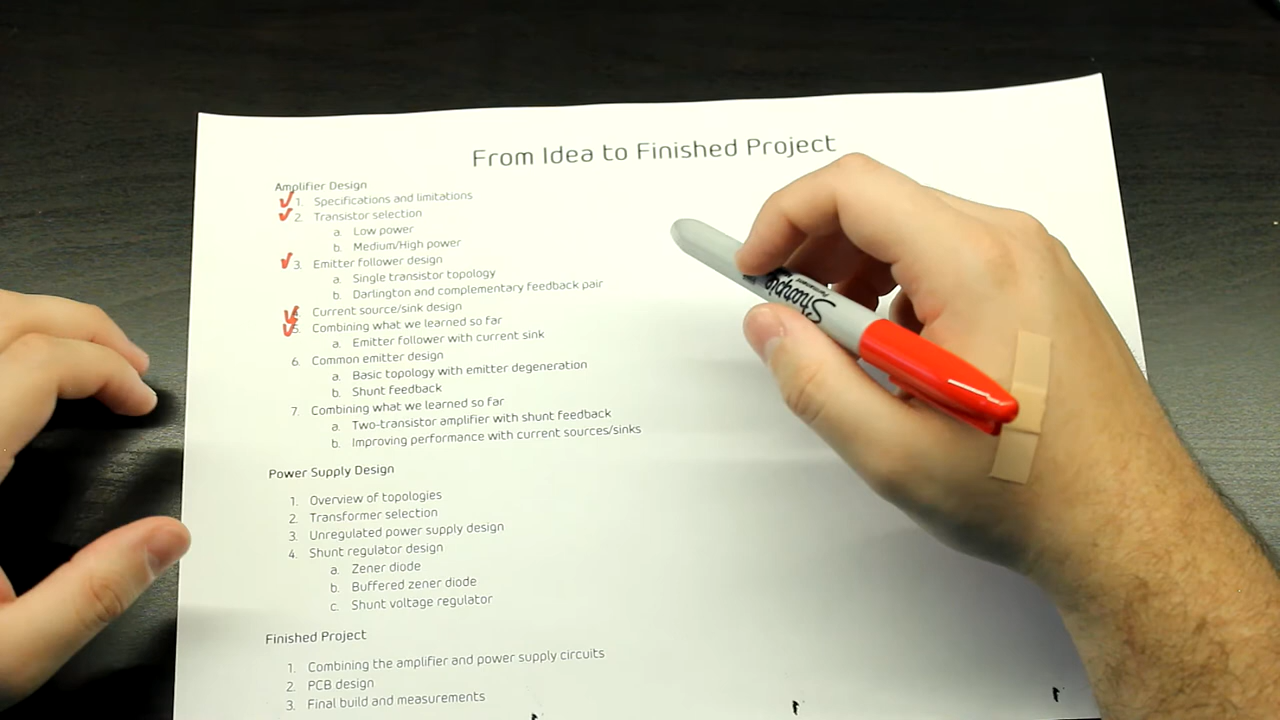 From Idea to Finished Project
Amplifier Design
1. Specifications and limitations
2. Transistor selection
a. Low power
b. Medium/High power
3. Emitter follower design
a. Single transistor topology
b. Darlington and complementary feedback pair
Current source/sink design
5. Combining what we learned so far
a. Emitter follower with current sink
6. Common emitter design
a. Basic topology with emitter degeneration
b. Shunt feedback
7. Combining what we learned so far
a. Two-transistor amplifier with shunt feedback
b. Improving performance with current sources/sinks
Power Supply Design
1. Overview of topologies
2. Transformer selection
3. Unregulated power supply design
4. Shunt regulator design
a. Zener diode
b. Buffered zener diode
c. Shunt voltage regulator
Finished Project
1. Combining the amplifier and power supply circuits
2. PCB design
3. Final build and measurements
Sharpie